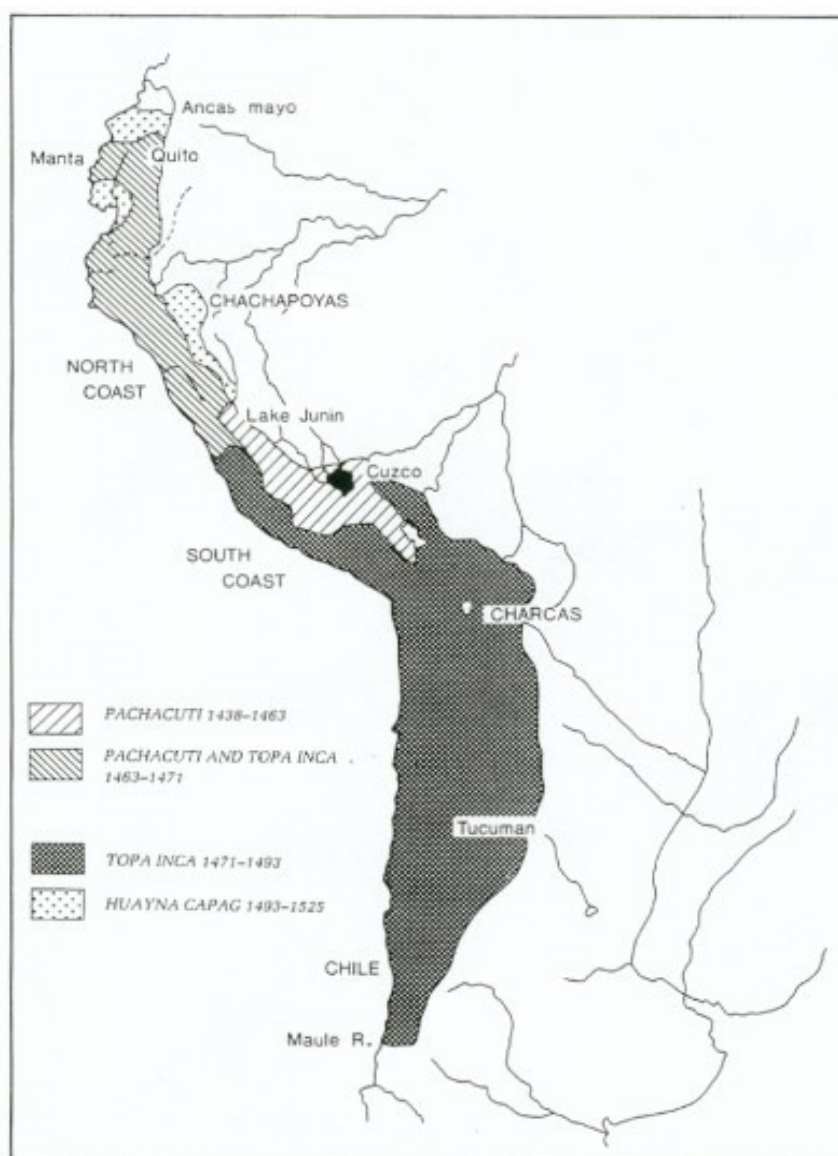 Ancas mayo
Manta
Quito
CHACHAPOYAS
NORTH
COAST
Lake Junin
Cuzco
SOUTH
COAST
CHARCAS
PACHACUTI 1438–1463
PACHACUTI AND TOPA INCA
1463–1471
Tucuman
TOPA INCA 1471–1493
HUAYNA CAPAG 1493–1525
CHILE
Maule R.